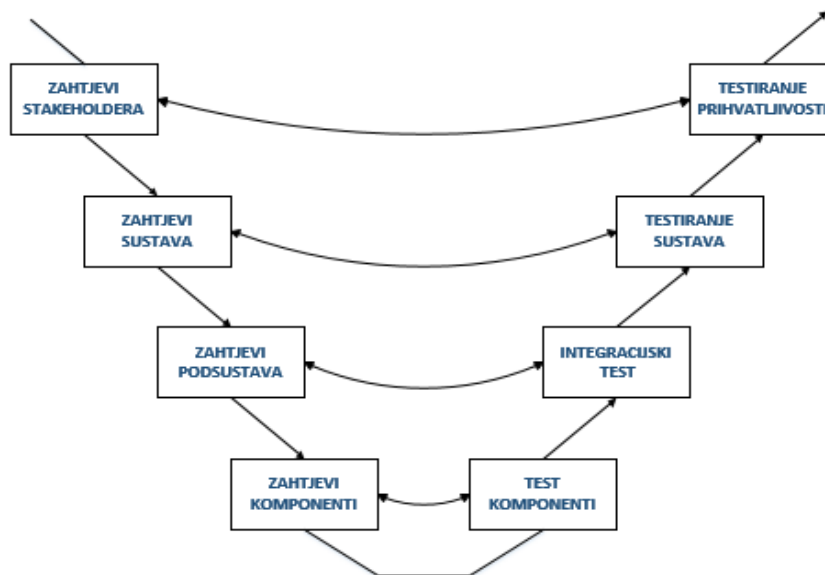 ZAHTJEVI
STAKEHOLDERA
TESTIRANJE
PRIHVATLJIVOSTI
ZAHTJEVI
SUSTAVA
TESTIRANJE
SUSTAVA
ZAHTJEVI
PODSUSTAVA
INTEGRACIJSKI
TEST
ZAHTJEVI
KOMPONENTI
TEST
KOMPONENTI